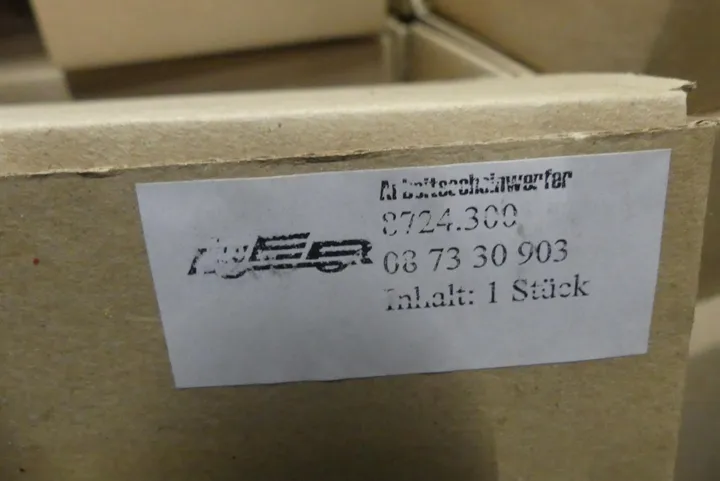 Arbeitsscheinwerfer
8724.300
08 73 30 903
Inhalt: 1 Stück